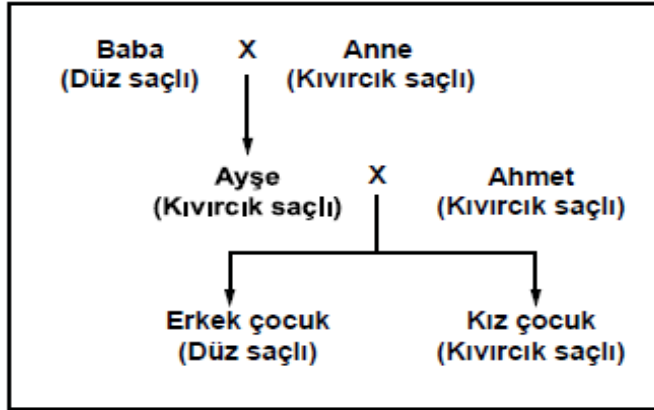 Baba X Anne
(Düz saçlı) (Kıvırcık saçlı)
Ayşe X Ahmet
(Kıvırcık saçlı) (Kıvırcık saçlı)
Erkek çocuk Kız çocuk
(Düz saçlı) (Kıvırcık saçlı)